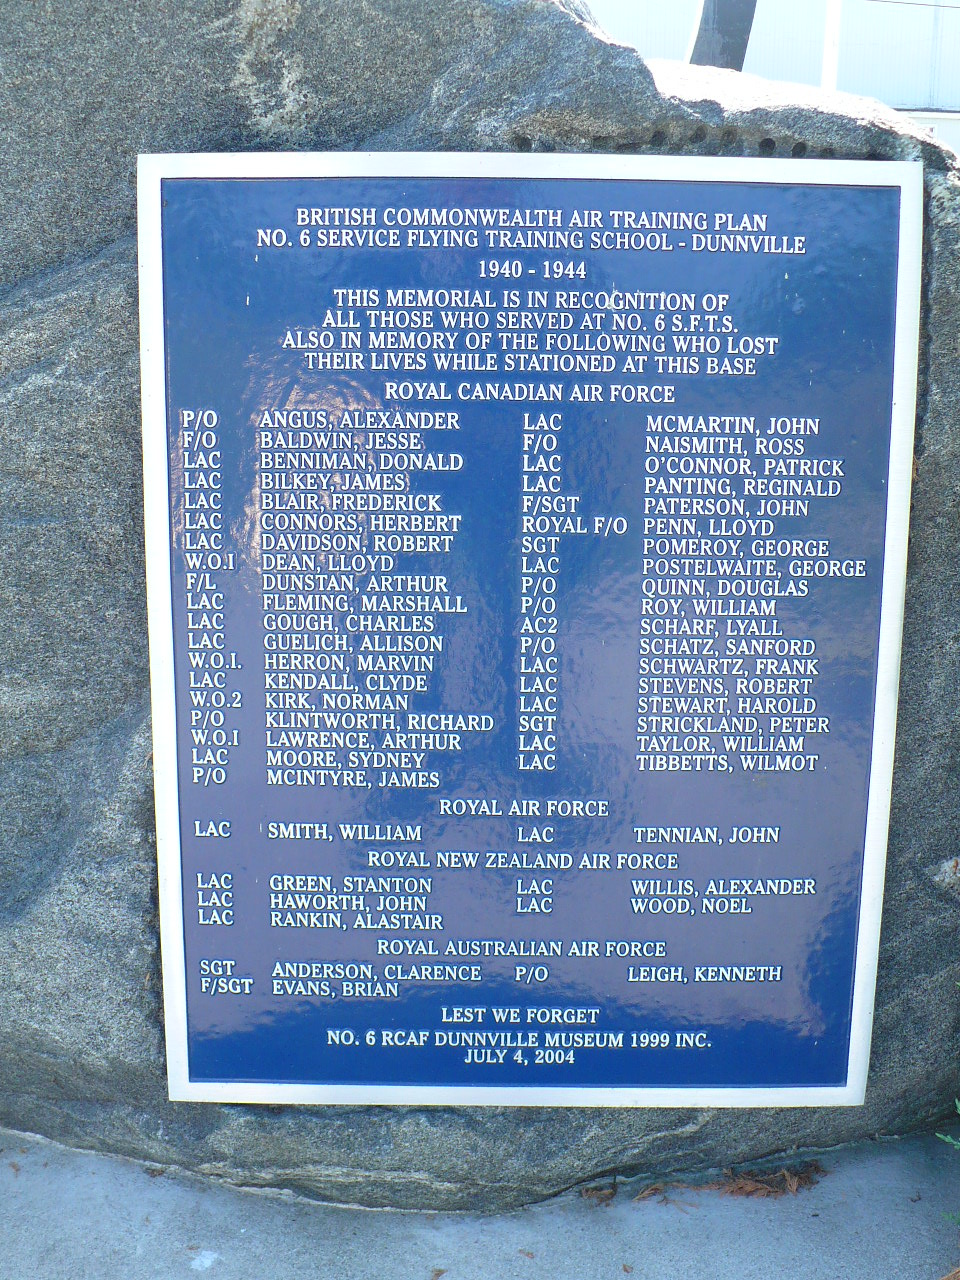 BRITISH COMMONWEALTH AIR TRAINING PLAN
NO. 6 SERVICE FLYING TRAINING SCHOOL - DUNNVILLE
1940 - 1944
THIS MEMORIAL IS IN RECOGNITION OF
ALL THOSE WHO SERVED AT NO. 6 S.F.T.S.
ALSO IN MEMORY OF THE FOLLOWING WHO LOST
THEIR LIVES WHILE STATIONED AT THIS BASE
ROYAL CANADIAN AIR FORCE
P/O ANGUS, ALEXANDER LAC MCMARTIN, JOHN
F/O BALDWIN, JESSE F/O NAISMITH, ROSS
LAC BENNIMAN, DONALD LAC O'CONNOR, PATRICK
LAC BILKEY, JAMES LAC PANTING, REGINALD
LAC BLAIR, FREDERICK F/SGT PATERSON, JOHN
LAC CONNORS, HERBERT ROYAL F/O PENN, LLOYD
LAC DAVIDSON, ROBERT SGT POMEROY, GEORGE
W.O.1 DEAN, LLOYD LAC POSTELWAITE, GEORGE
F/L DUNSTAN, ARTHUR P/O QUINN, DOUGLAS
LAC FLEMING, MARSHALL P/O ROY, WILLIAM
LAC GOUGH, CHARLES AC2 SCHARF, LYALL
LAC GUELICH, ALLISON P/O SCHATZ, SANFORD
W.O.1. HERRON, MARVIN LAC SCHWARTZ, FRANK
LAC KENDALL, CLYDE LAC STEVENS, ROBERT
W.O.2 KIRK, NORMAN LAC STEWART, HAROLD
P/O KLINTWORTH, RICHARD SGT STRICKLAND, PETER
W.O.1 LAWRENCE, ARTHUR LAC TAYLOR, WILLIAM
LAC MOORE, SYDNEY LAC TIBBETTS, WILMOT
P/O MCINTYRE, JAMES
ROYAL AIR FORCE
LAC SMITH, WILLIAM LAC TENNIAN, JOHN
ROYAL NEW ZEALAND AIR FORCE
LAC GREEN, STANTON LAC WILLIS, ALEXANDER
LAC HAWORTH, JOHN LAC WOOD, NOEL
LAC RANKIN, ALASTAIR
ROYAL AUSTRALIAN AIR FORCE
SGT ANDERSON, CLARENCE P/O LEIGH, KENNETH
F/SGT EVANS, BRIAN
LEST WE FORGET
NO. 6 RCAF DUNNVILLE MUSEUM 1999 INC.
JULY 4, 2004